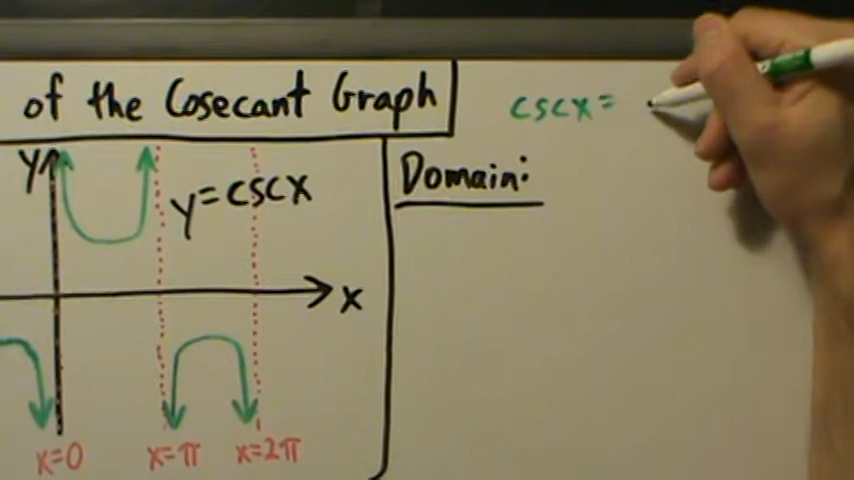 of the Cosecant Graph
cscx=
y
y=cscx
Domain:
x
x=0
x=π
x=2π